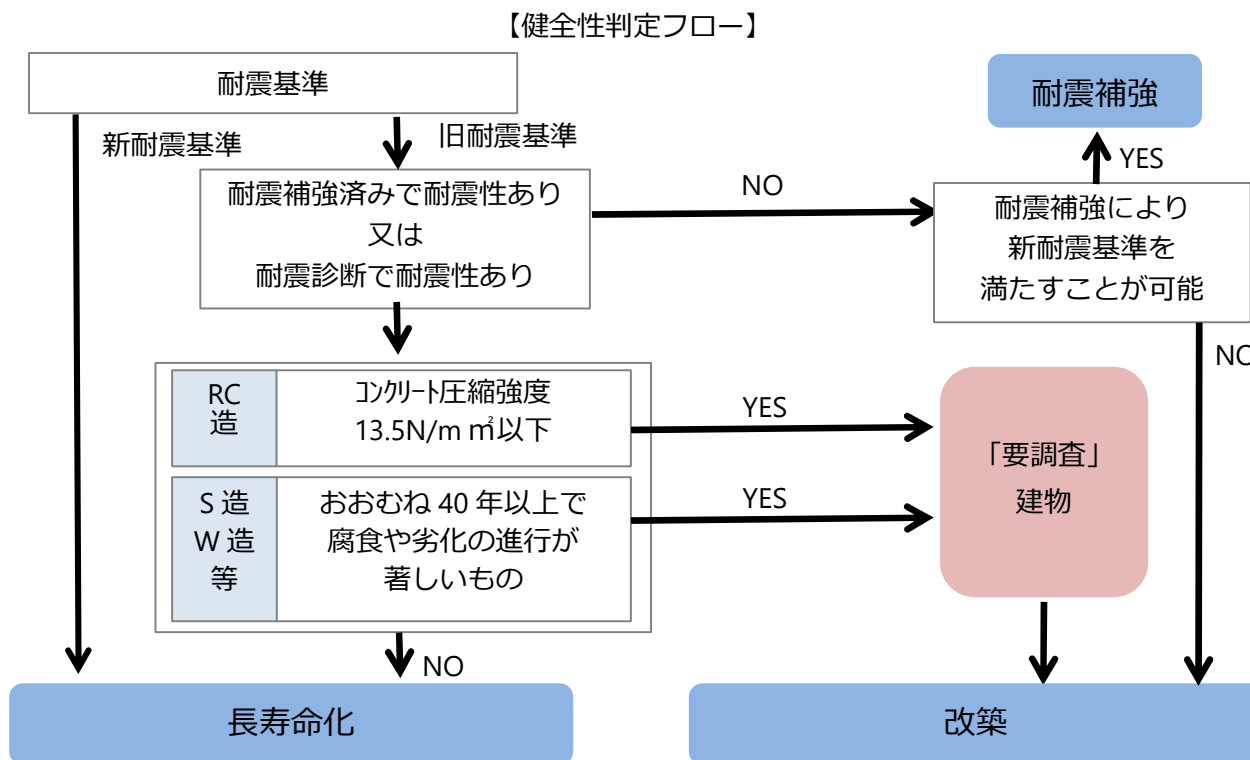 【健全性判定フロー】
耐震基準
新耐震基準
旧耐震基準
耐震補強済みで耐震性あり
又は
耐震診断で耐震性あり
NO
耐震補強
YES
耐震補強により
新耐震基準を
満たすことが可能
NO
RC
造
コンクリート圧縮強度
13.5N/m㎡以下
YES
S造
W造
等
おおむね40年以上で
腐食や劣化の進行が
著しいもの
YES
「要調査」
建物
NO
長寿命化
改築